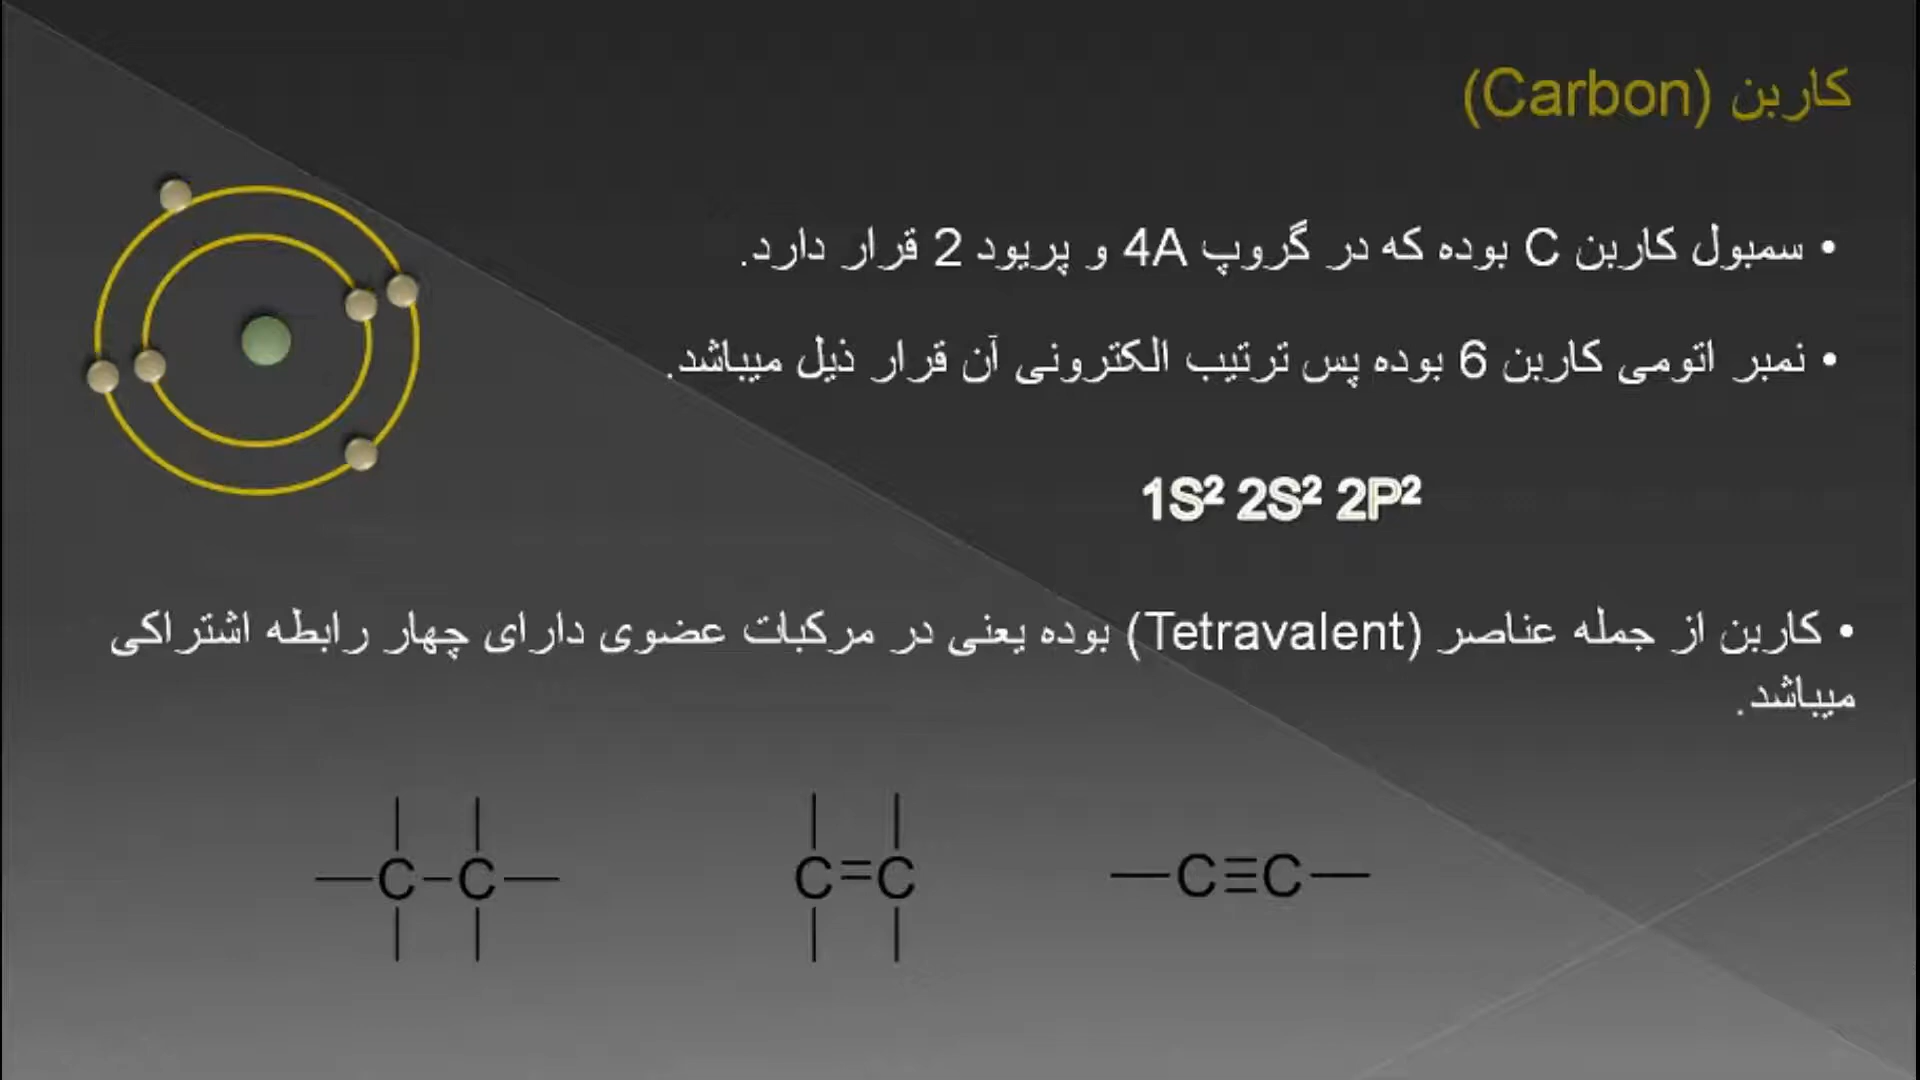 کاربن (Carbon)
• سمبول کاربن C بوده که در گروپ 4A و پریود 2 قرار دارد.
• نمبر اتومی کاربن 6 بوده پس ترتیب الکترونی آن قرار ذیل میباشد.
1S² 2S² 2P²
• کاربن از جمله عناصر (Tetravalent) بوده یعنی در مرکبات عضوی دارای چهار رابطه اشتراکی
میباشد.
—C–C— C=C —C≡C—